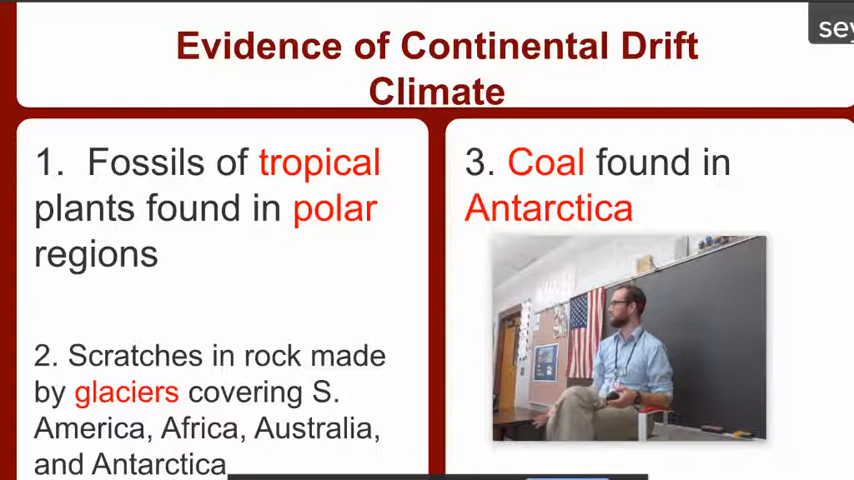 Evidence of Continental Drift
Climate
1. Fossils of tropical
plants found in polar
regions
2. Scratches in rock made
by glaciers covering S.
America, Africa, Australia,
and Antarctica
3. Coal found in
Antarctica